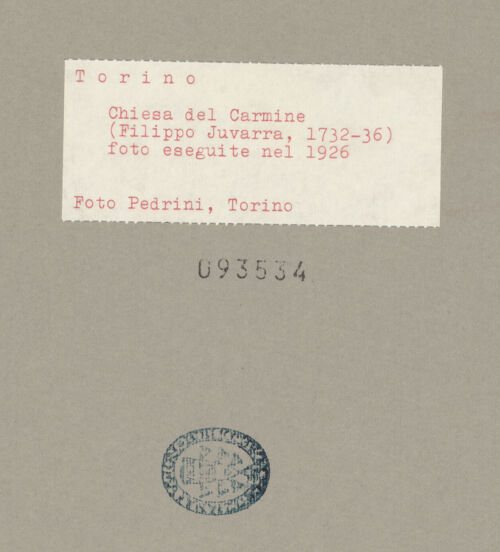 T o r i n o
Chiesa del Carmine
(Filippo Juvarra, 1732-36)
foto eseguite nel 1926
Foto Pedrini, Torino
093534